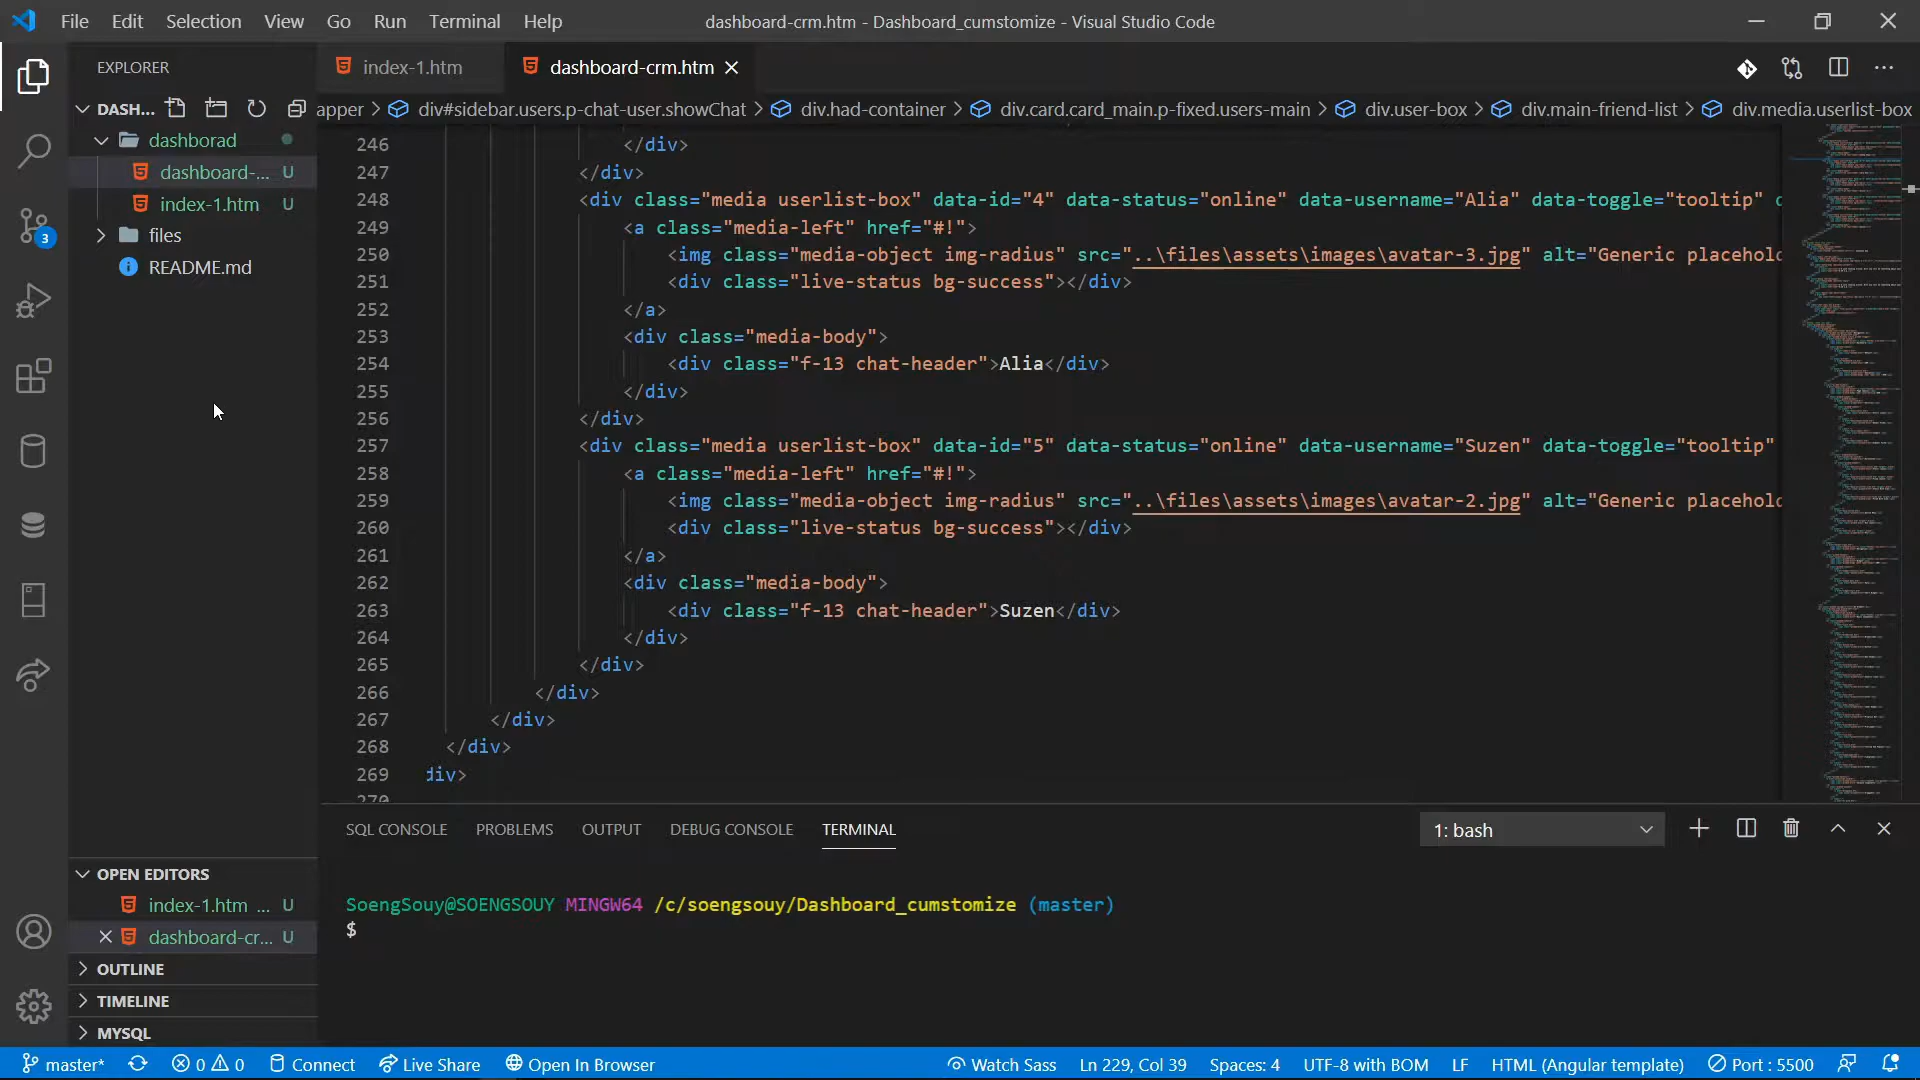 File Edit Selection View Go Run Terminal Help
dashboard-crm.htm - Dashboard_cumstomize - Visual Studio Code
EXPLORER
index-1.htm
dashboard-crm.htm
DASH...
apper > div#sidebar.users.p-chat-user.showChat > div.had-container > div.card.card_main.p-fixed.users-main > div.user-box > div.main-friend-list > div.media.userlist-box
dashborad
dashboard-... U
index-1.htm U
files
README.md
3
246 </div>
247 </div>
248 <div class="media userlist-box" data-id="4" data-status="online" data-username="Alia" data-toggle="tooltip"
249 <a class="media-left" href="#!">
250 <img class="media-object img-radius" src="..\files\assets\images\avatar-3.jpg" alt="Generic placehold
251 <div class="live-status bg-success"></div>
252 </a>
253 <div class="media-body">
254 <div class="f-13 chat-header">Alia</div>
255 </div>
256 </div>
257 <div class="media userlist-box" data-id="5" data-status="online" data-username="Suzen" data-toggle="tooltip"
258 <a class="media-left" href="#!">
259 <img class="media-object img-radius" src="..\files\assets\images\avatar-2.jpg" alt="Generic placehold
260 <div class="live-status bg-success"></div>
261 </a>
262 <div class="media-body">
263 <div class="f-13 chat-header">Suzen</div>
264 </div>
265 </div>
266 </div>
267 </div>
268 </div>
269 div>
270
SQL CONSOLE PROBLEMS OUTPUT DEBUG CONSOLE TERMINAL
1: bash
OPEN EDITORS
index-1.htm ... U
dashboard-cr... U
OUTLINE
TIMELINE
MYSQL
SoengSouy@SOENGSOUY MINGW64 /c/soengsouy/Dashboard_cumstomize (master)
$
master* 0 0 Connect Live Share Open In Browser Watch Sass Ln 229, Col 39 Spaces: 4 UTF-8 with BOM LF HTML (Angular template) Port : 5500